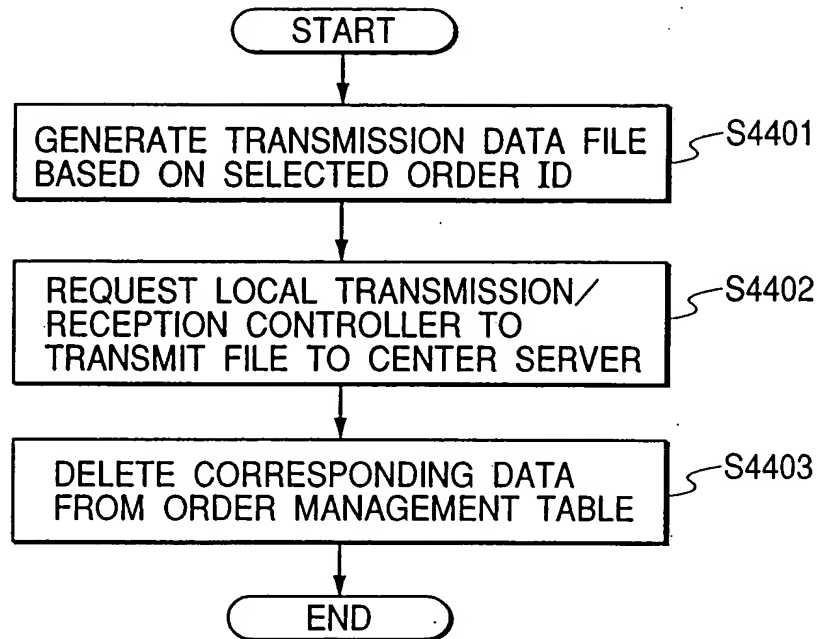 START
GENERATE TRANSMISSION DATA FILE
BASED ON SELECTED ORDER ID
S4401
REQUEST LOCAL TRANSMISSION/
RECEPTION CONTROLLER TO
TRANSMIT FILE TO CENTER SERVER
S4402
DELETE CORRESPONDING DATA
FROM ORDER MANAGEMENT TABLE
S4403
END